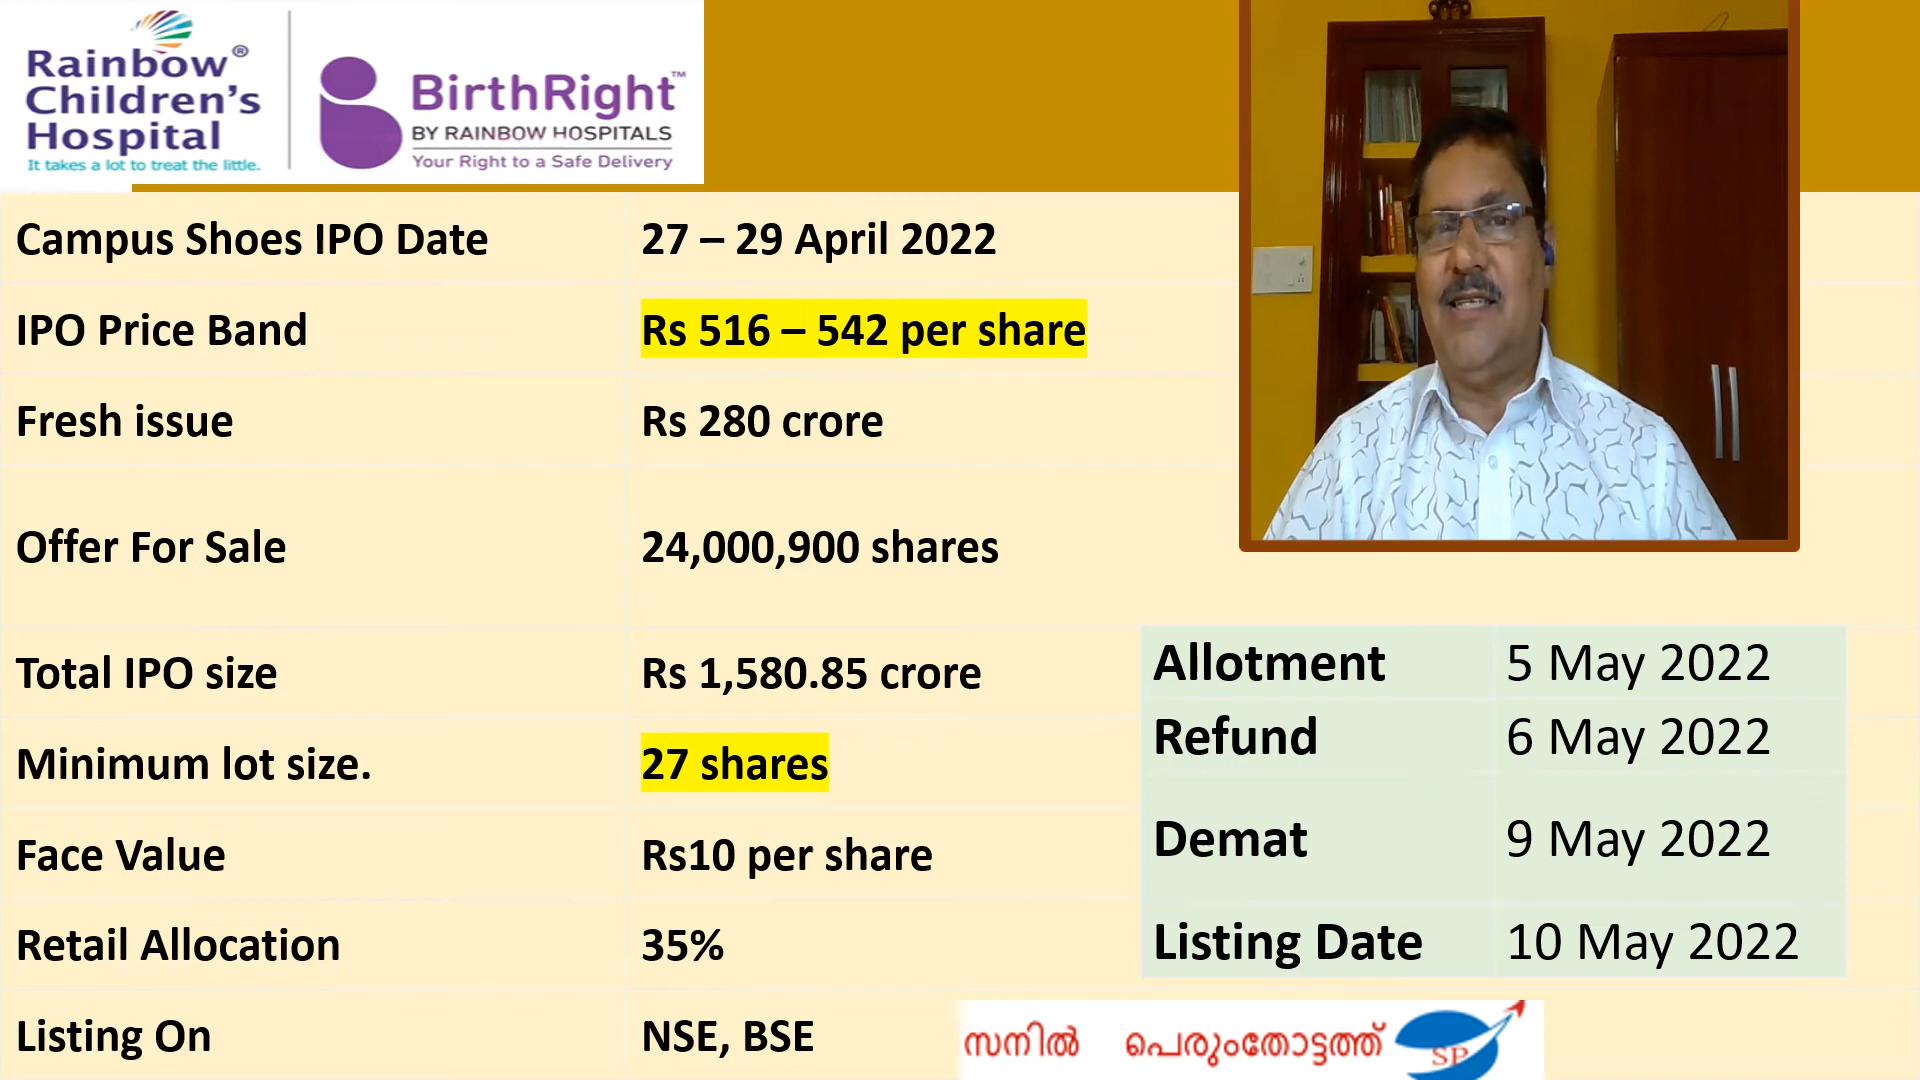 Rainbow®
Children's
Hospital
It takes a lot to treat the little.
BirthRight™
BY RAINBOW HOSPITALS
Your Right to a Safe Delivery
Campus Shoes IPO Date 27 – 29 April 2022
IPO Price Band Rs 516 – 542 per share
Fresh issue Rs 280 crore
Offer For Sale 24,000,900 shares
Total IPO size Rs 1,580.85 crore
Minimum lot size. 27 shares
Face Value Rs10 per share
Retail Allocation 35%
Listing On NSE, BSE
Allotment 5 May 2022
Refund 6 May 2022
Demat 9 May 2022
Listing Date 10 May 2022
സനിൽ പെരുംതോട്ടത്ത് SP